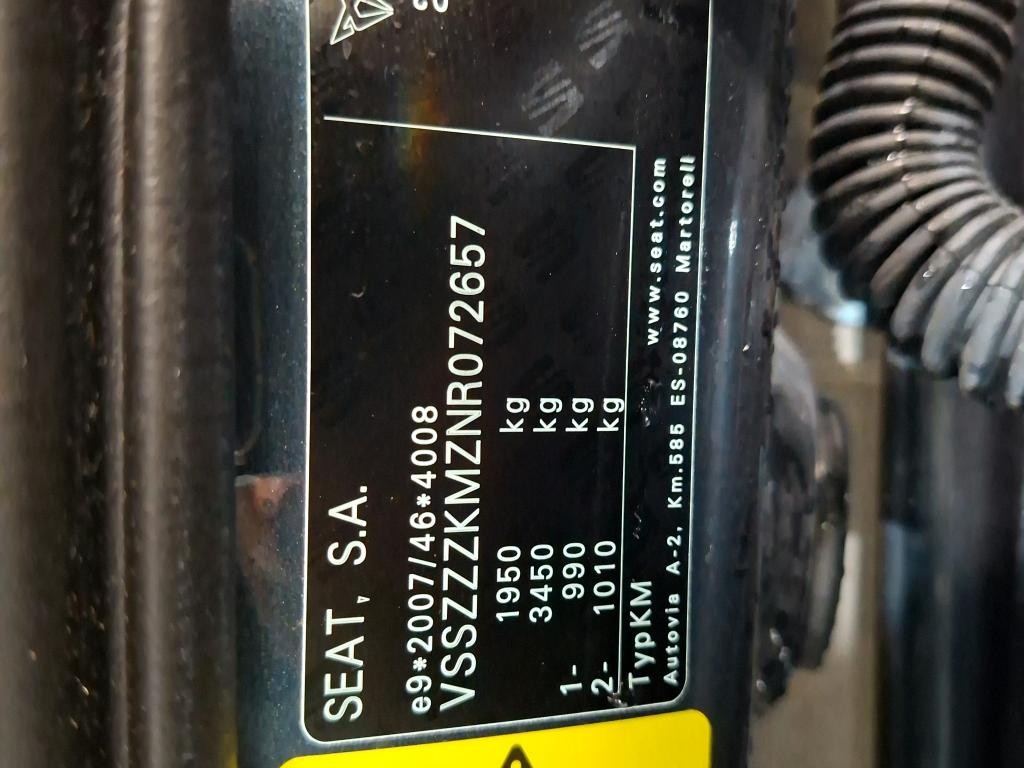 SEAT, S.A.
e9*2007/46*4008
VSSZZZKMZNR072657
1950 kg
3450 kg
1- 990 kg
2- 1010 kg
TypKM www.seat.com
Autovia A-2, Km.585 ES-08760 Martorell